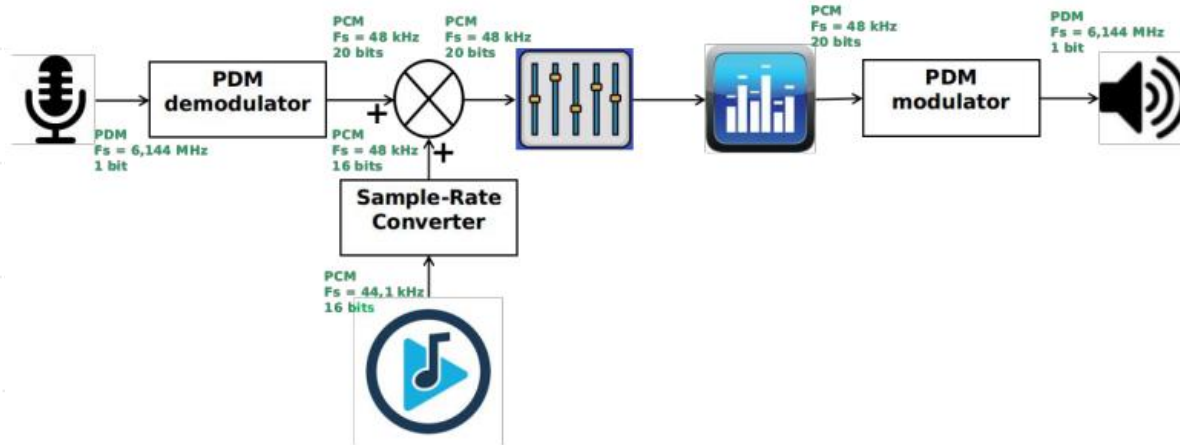 PCM
Fs = 48 kHz
20 bits
PCM
Fs = 48 kHz
20 bits
PCM
Fs = 48 kHz
20 bits
PDM
Fs = 6,144 MHz
1 bit
PDM
demodulator
+
PDM
modulator
PDM
Fs = 6,144 MHz
1 bit
PCM
Fs = 48 kHz
16 bits
+
Sample-Rate
Converter
PCM
Fs = 44,1 kHz
16 bits